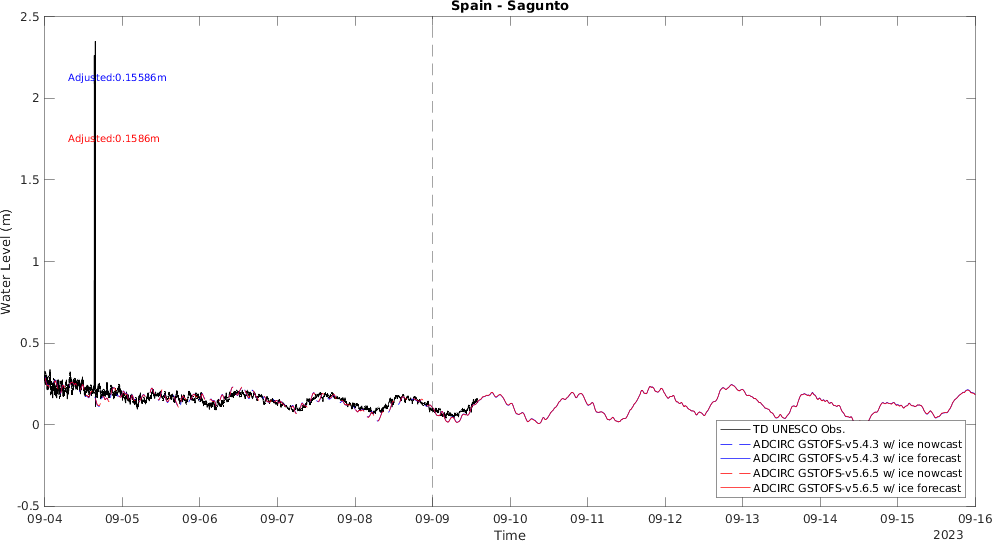 Spain - Sagunto
2.5
2
1.5
1
0.5
0
-0.5
Water Level (m)
Adjusted:0.15586m
Adjusted:0.1586m
TD UNESCO Obs.
ADCIRC GSTOFS-v5.4.3 w/ ice nowcast
ADCIRC GSTOFS-v5.4.3 w/ ice forecast
ADCIRC GSTOFS-v5.6.5 w/ ice nowcast
ADCIRC GSTOFS-v5.6.5 w/ ice forecast
09-04 09-05 09-06 09-07 09-08 09-09 09-10 09-11 09-12 09-13 09-14 09-15 09-16
Time
2023